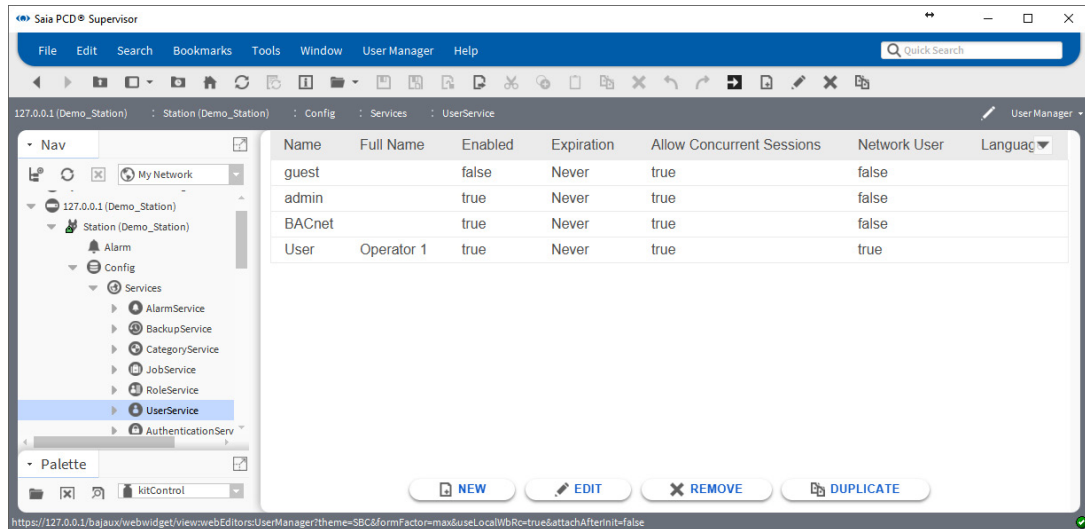 Saia PCD® Supervisor
File Edit Search Bookmarks Tools Window User Manager Help Quick Search
127.0.0.1 (Demo_Station) : Station (Demo_Station) : Config : Services : UserService User Manager
Nav
My Network
127.0.0.1 (Demo_Station)
Station (Demo_Station)
Alarm
Config
Services
AlarmService
BackupService
CategoryService
JobService
RoleService
UserService
AuthenticationServ
Palette
kitControl
Name Full Name Enabled Expiration Allow Concurrent Sessions Network User Languag
guest false Never true false
admin true Never true false
BACnet true Never true false
User Operator 1 true Never true true
NEW EDIT REMOVE DUPLICATE
https://127.0.0.1/bajaux/webwidget/view:webEditors:UserManager?theme=SBC&formFactor=max&useLocalWbRc=true&attachAfterInit=false